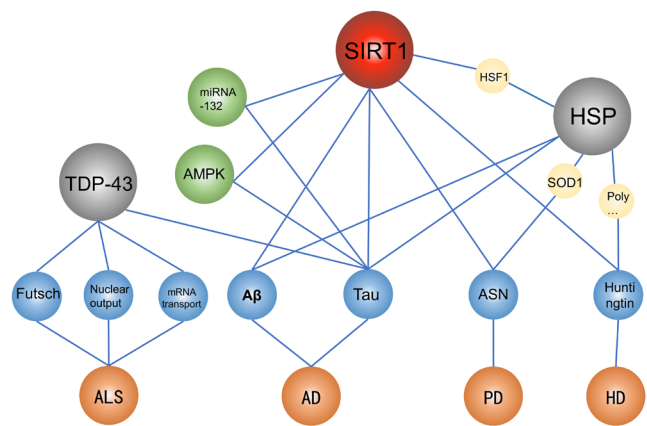 SIRT1
HSF1
miRNA
-132
HSP
AMPK
TDP-43
SOD1
Poly
...
Futsch
Nuclear
output
mRNA
transport
Aβ
Tau
ASN
Hunti
ngtin
ALS
AD
PD
HD